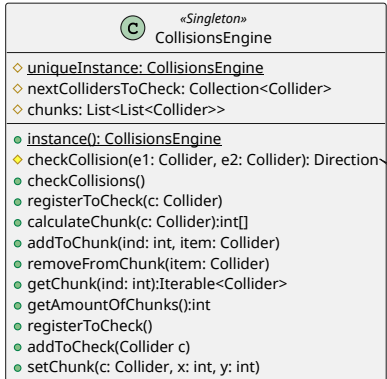 C
«Singleton»
CollisionsEngine
uniqueInstance: CollisionsEngine
nextCollidersToCheck: Collection<Collider>
chunks: List<List<Collider>>
instance(): CollisionsEngine
checkCollision(e1: Collider, e2: Collider): Direction
checkCollisions()
registerToCheck(c: Collider)
calculateChunk(c: Collider):int[]
addToChunk(ind: int, item: Collider)
removeFromChunk(item: Collider)
getChunk(ind: int):Iterable<Collider>
getAmountOfChunks():int
registerToCheck()
addToCheck(Collider c)
setChunk(c: Collider, x: int, y: int)